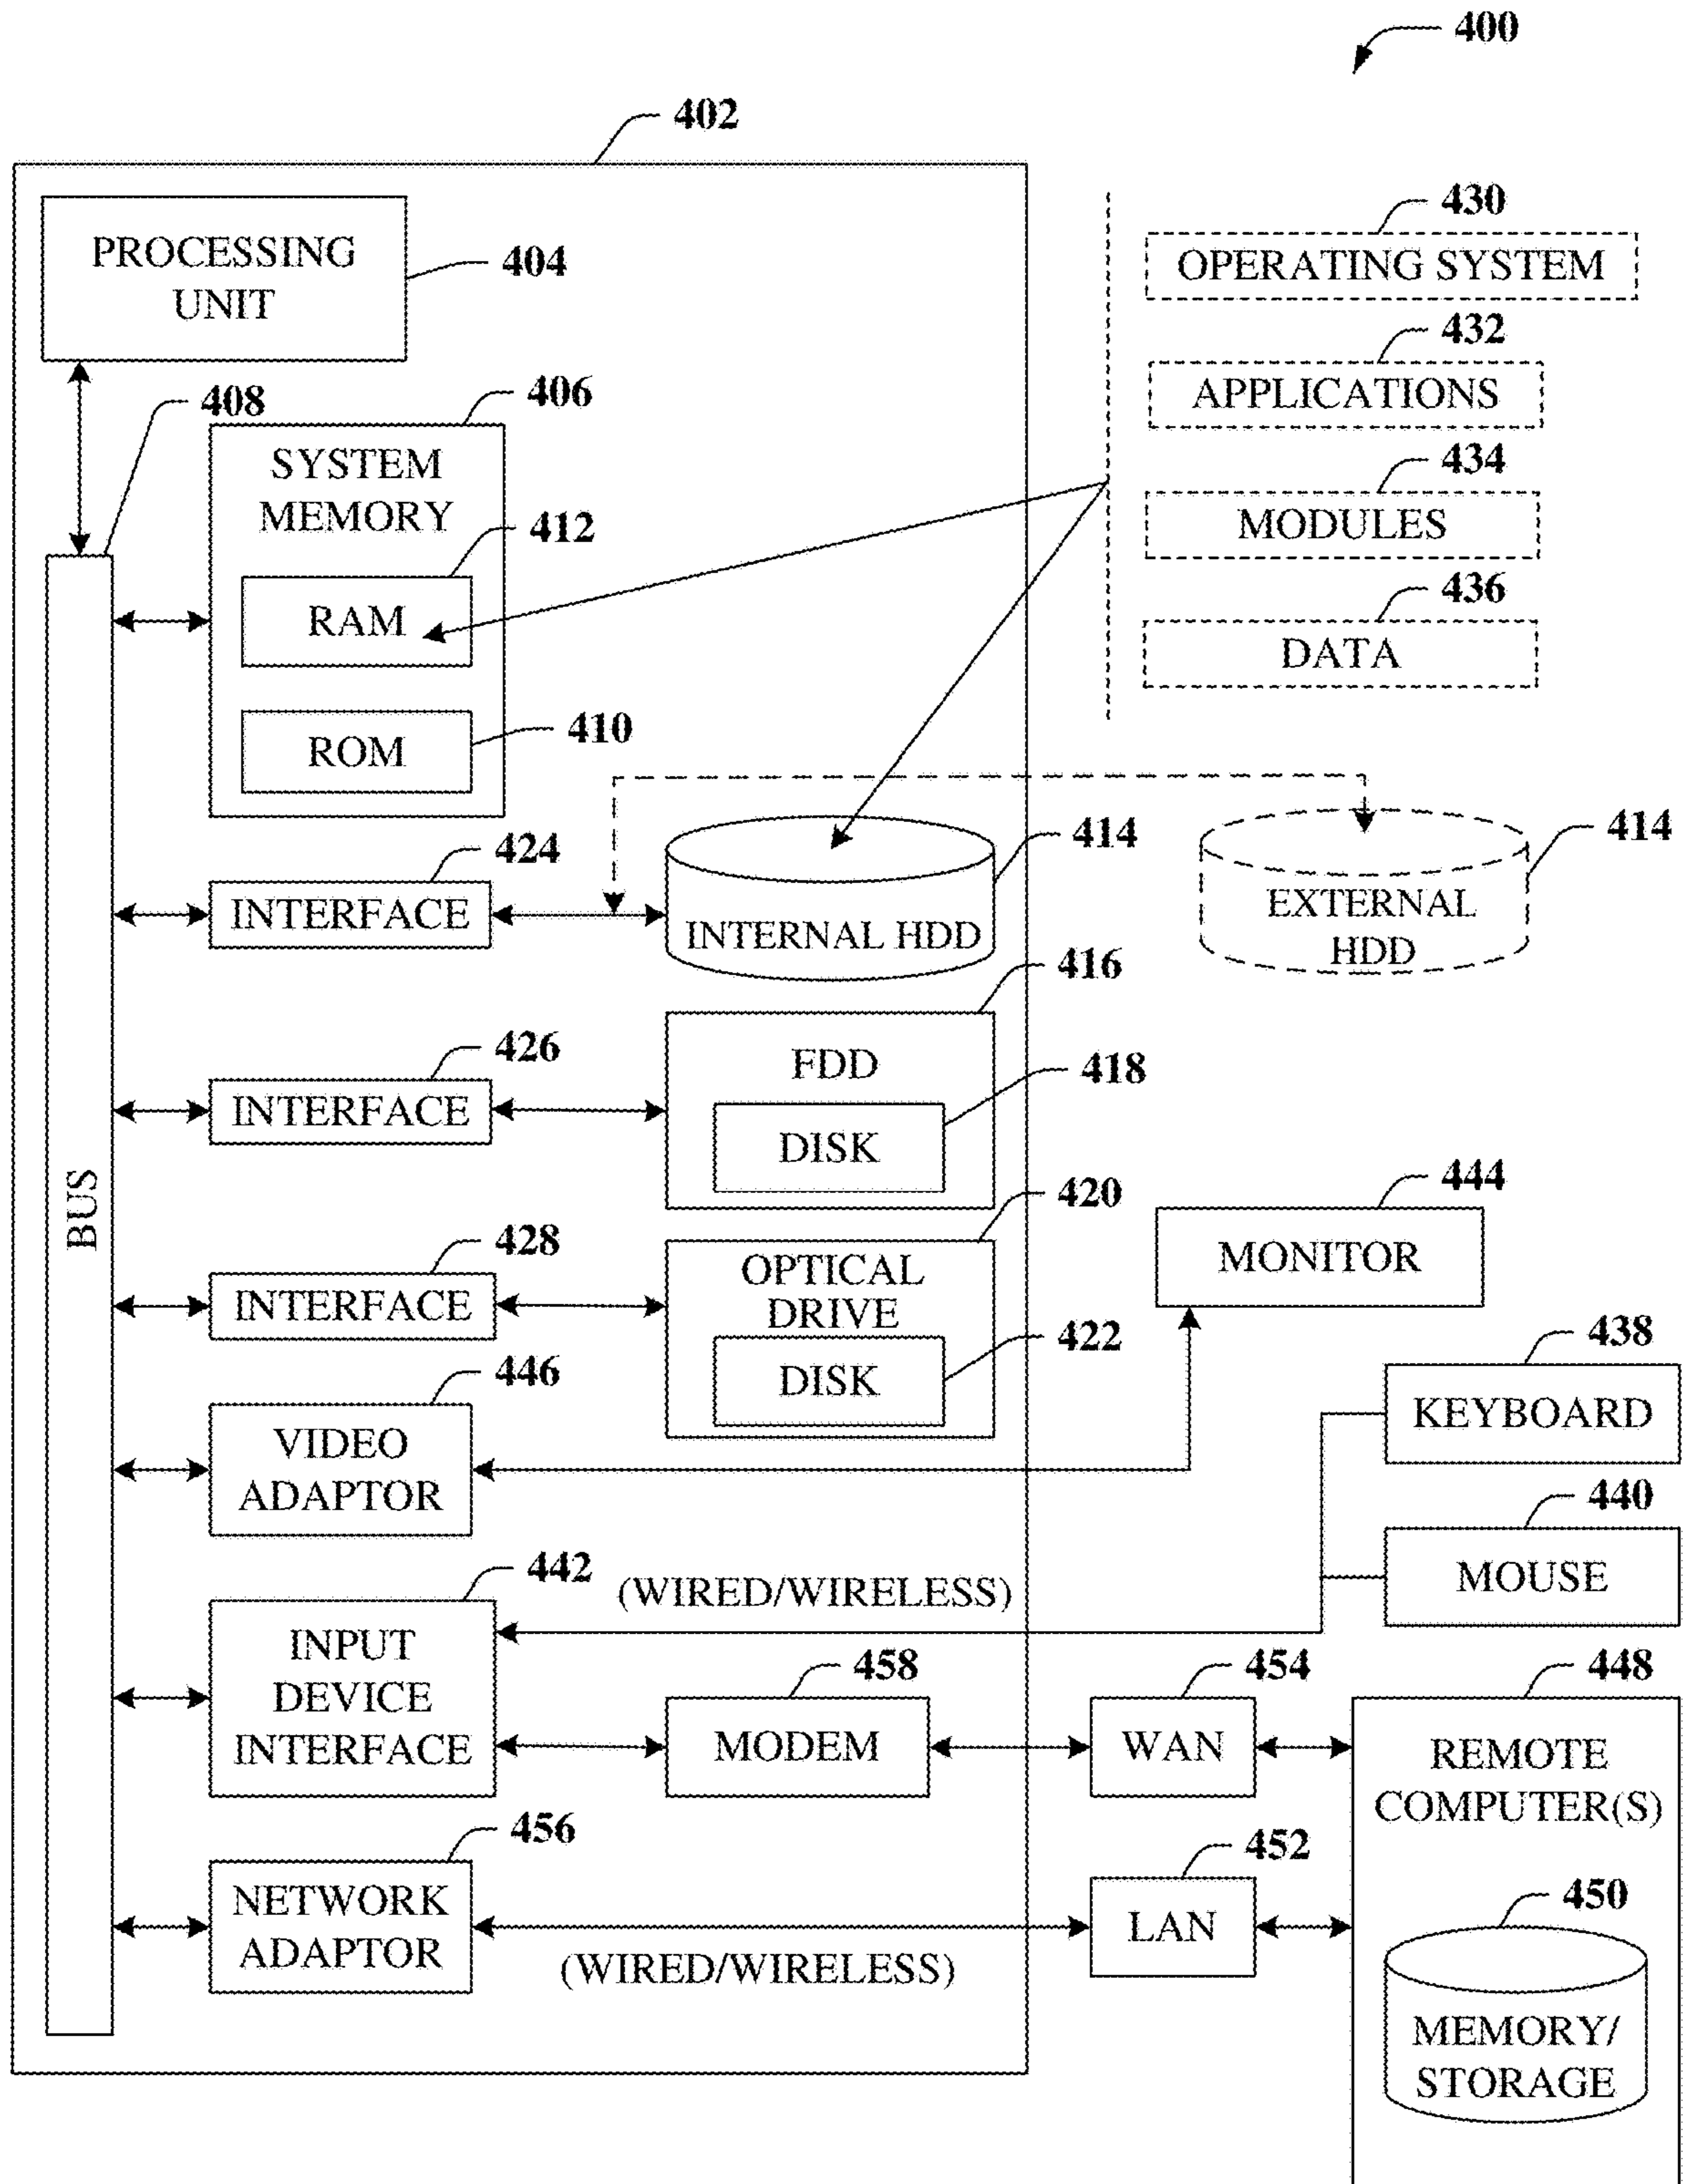 400
402
PROCESSING
UNIT
404
408
406
SYSTEM
MEMORY
412
RAM
410
ROM
430
OPERATING SYSTEM
432
APPLICATIONS
434
MODULES
436
DATA
424
INTERFACE
414
INTERNAL HDD
414
EXTERNAL
HDD
416
426
INTERFACE
FDD
418
DISK
BUS
420
428
INTERFACE
OPTICAL
DRIVE
422
DISK
444
MONITOR
438
KEYBOARD
446
VIDEO
ADAPTOR
440
MOUSE
442
(WIRED/WIRELESS)
INPUT
DEVICE
INTERFACE
458
MODEM
454
WAN
448
REMOTE
COMPUTER(S)
456
NETWORK
ADAPTOR
(WIRED/WIRELESS)
452
LAN
450
MEMORY/
STORAGE